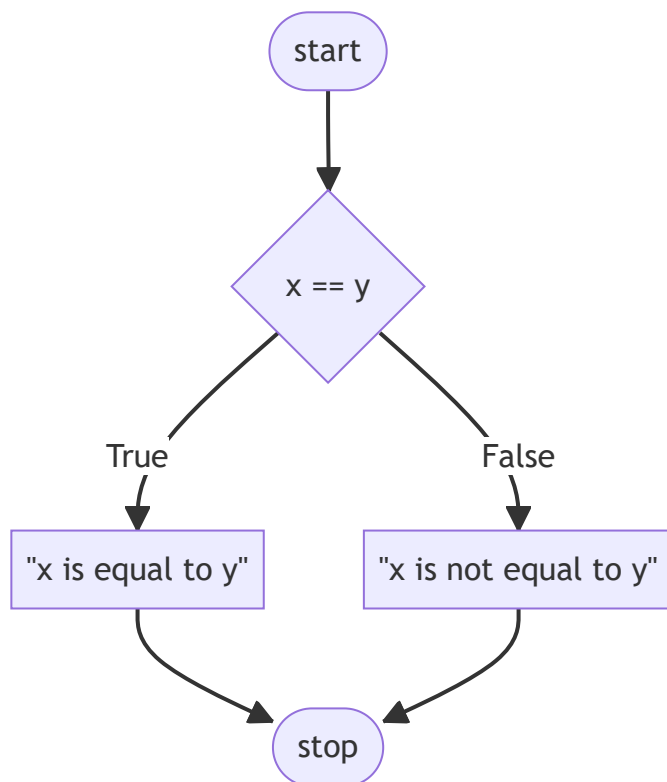 start
x == y
True
False
"x is equal to y"
"x is not equal to y"
stop